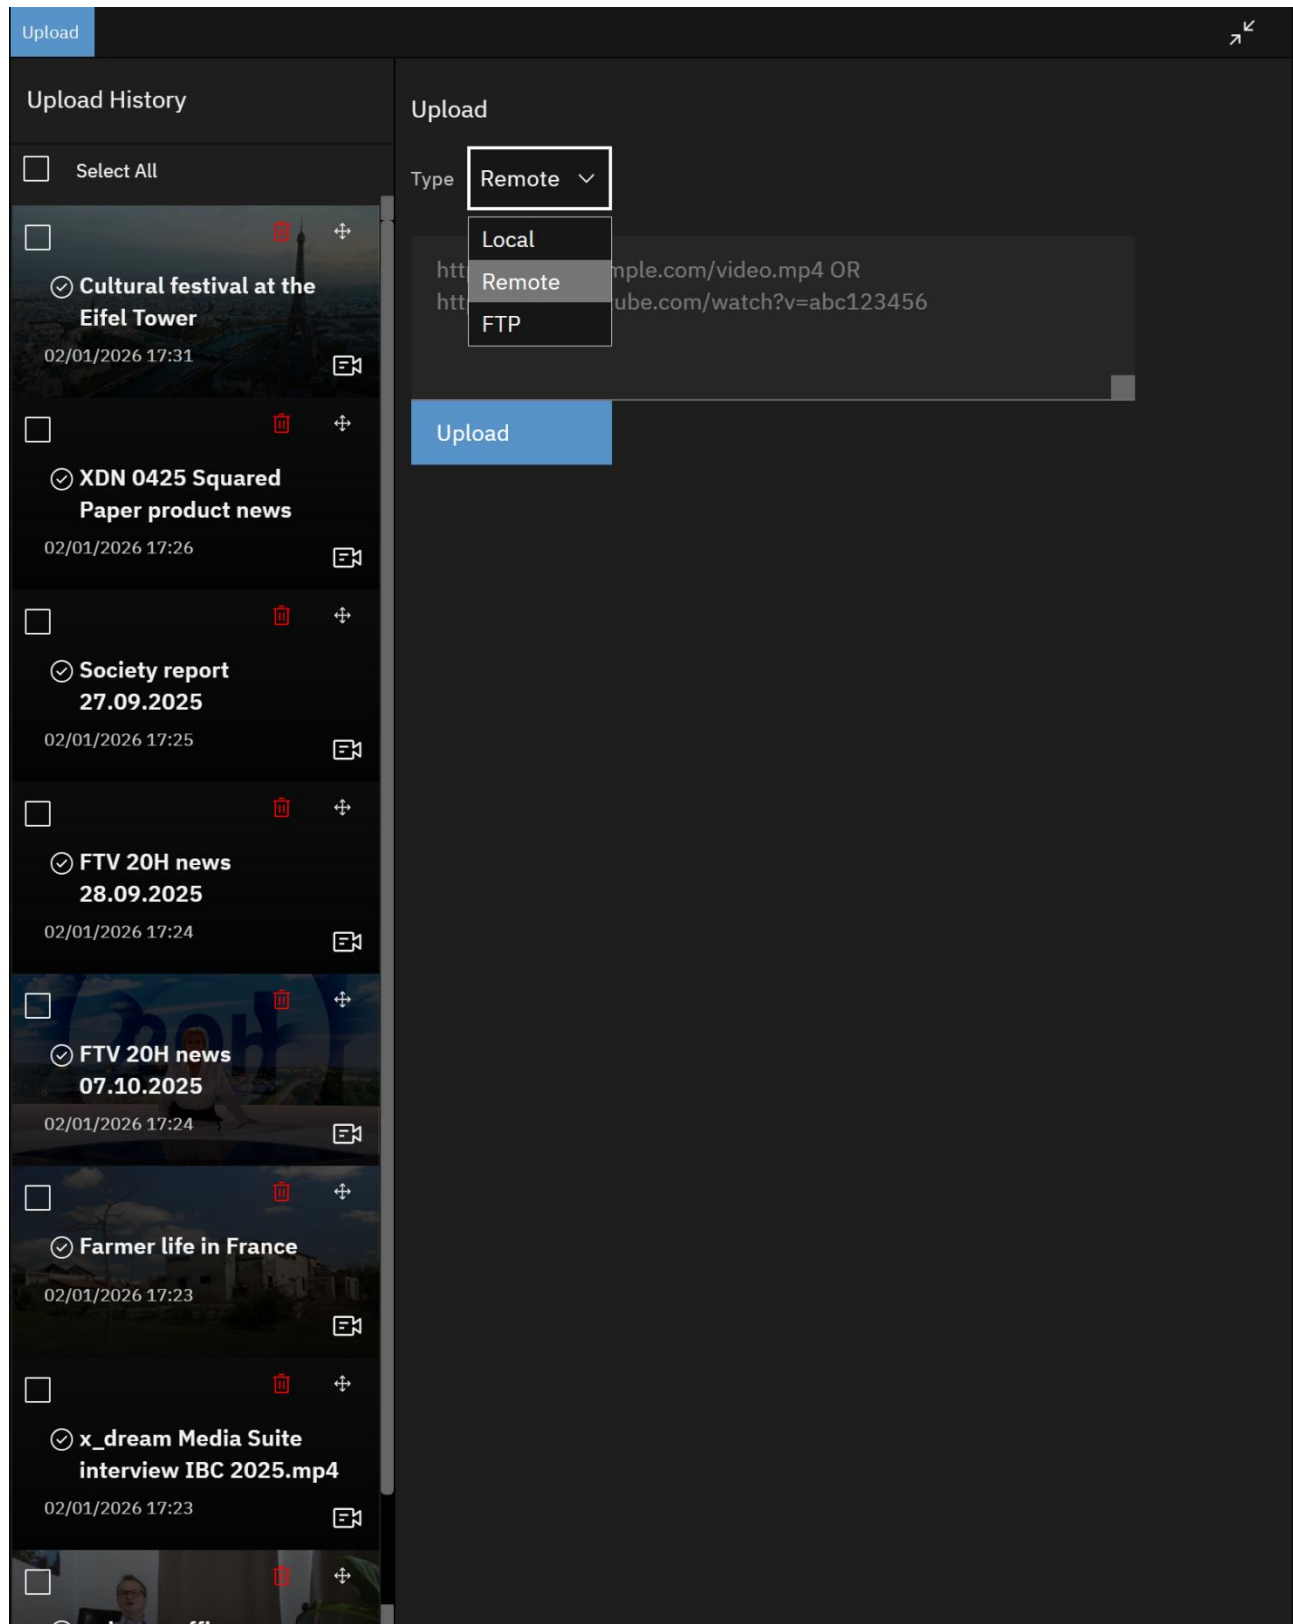 Upload
Upload History
Select All
Cultural festival at the
Eifel Tower
02/01/2026 17:31
XDN 0425 Squared
Paper product news
02/01/2026 17:26
Society report
27.09.2025
02/01/2026 17:25
FTV 20H news
28.09.2025
02/01/2026 17:24
FTV 20H news
07.10.2025
02/01/2026 17:24
Farmer life in France
02/01/2026 17:23
x_dream Media Suite
interview IBC 2025.mp4
02/01/2026 17:23
Upload
Type Remote
Local
Remote
FTP
htt mple.com/video.mp4 OR
htt ube.com/watch?v=abc123456
Upload